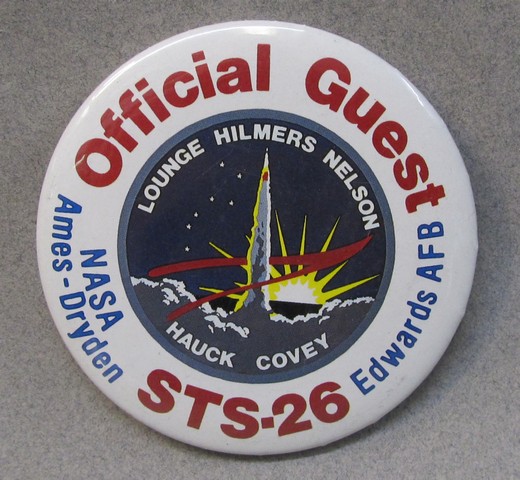 Official Guest
LOUNGE HILMERS NELSON
HAUCK COVEY
NASA
Ames-Dryden
Edwards AFB
STS-26